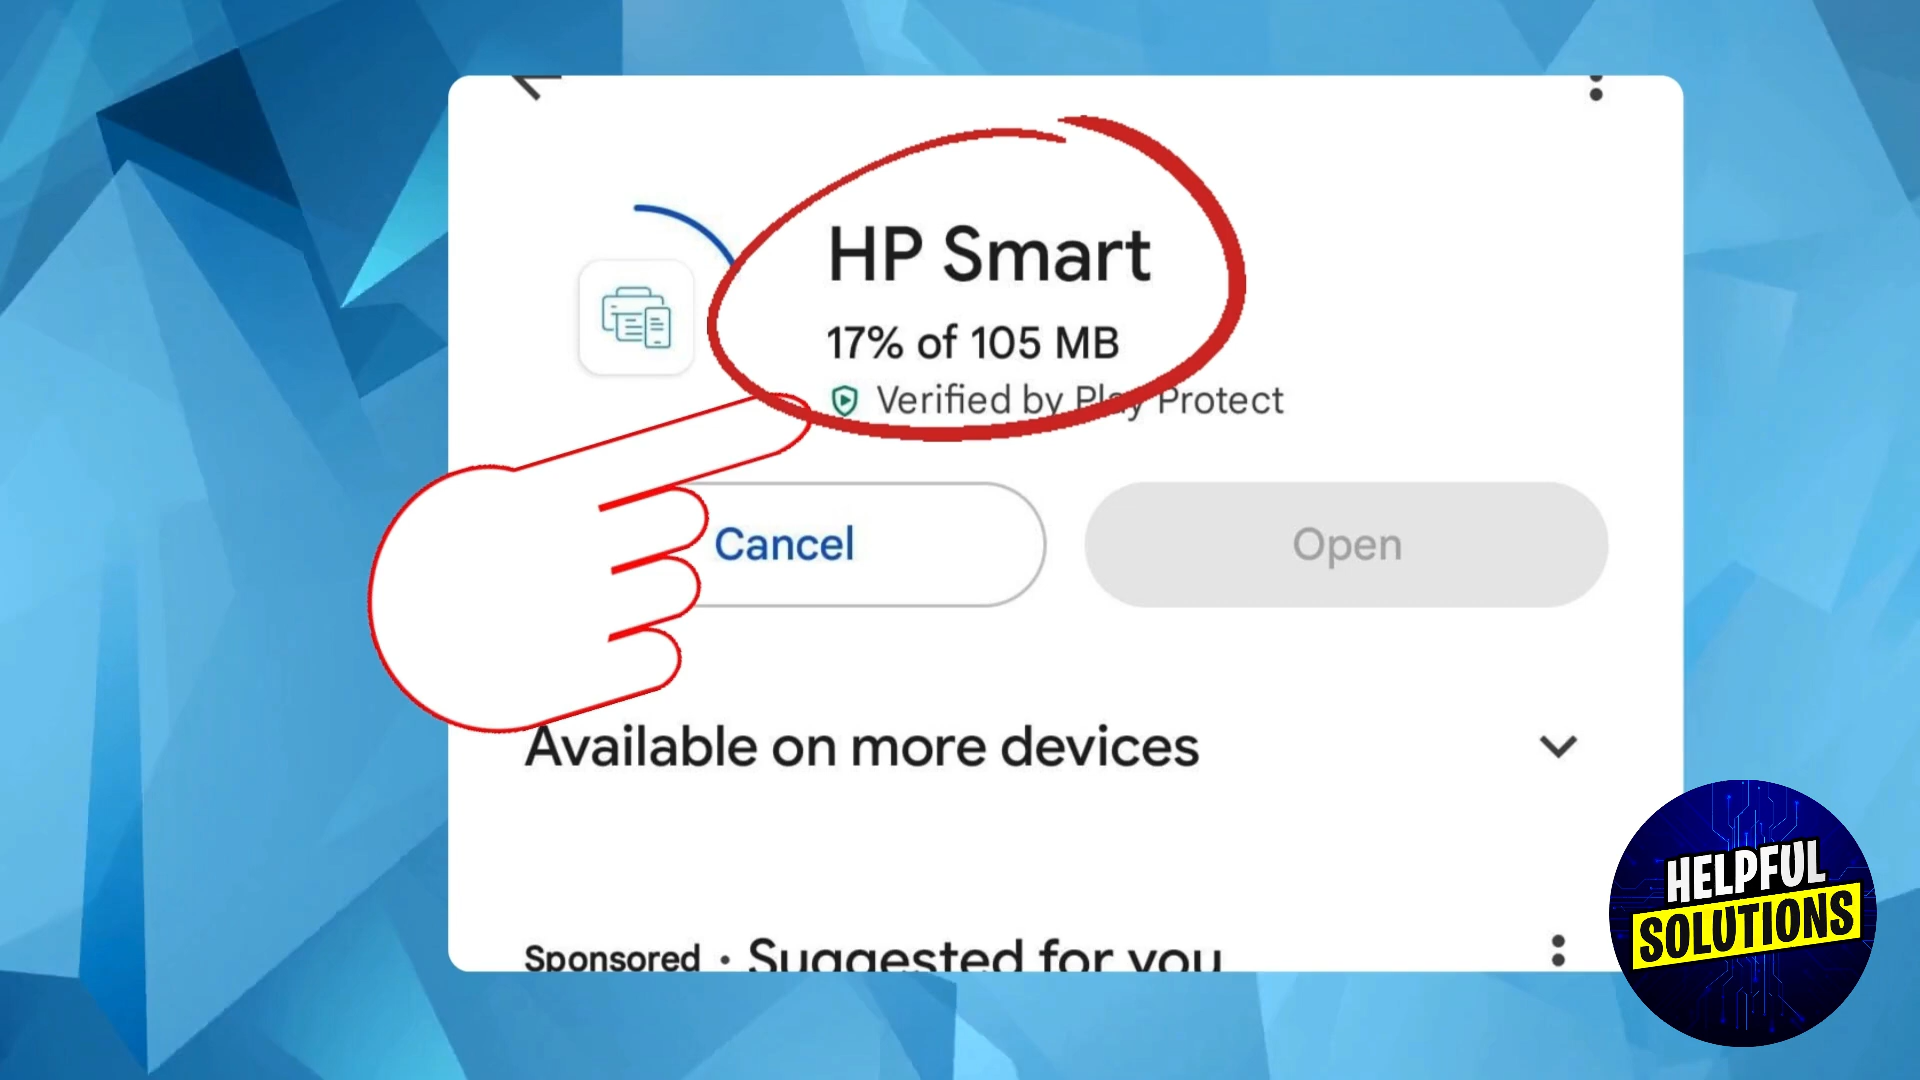 HP Smart
17% of 105 MB
Verified by Play Protect
Cancel
Open
Available on more devices
Sponsored · Suggested for you
HELPFUL
SOLUTIONS